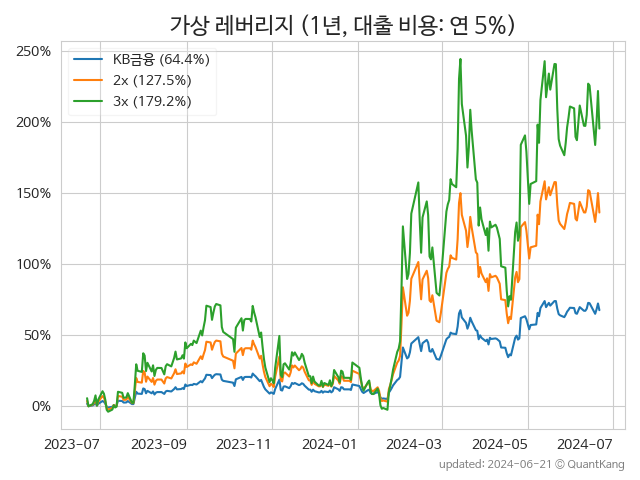 가상 레버리지 (1년, 대출 비용: 연 5%)
KB금융 (64.4%)
2x (127.5%)
3x (179.2%)
250%
200%
150%
100%
50%
0%
2023-07 2023-09 2023-11 2024-01 2024-03 2024-05 2024-07
updated: 2024-06-21 @ QuantKang